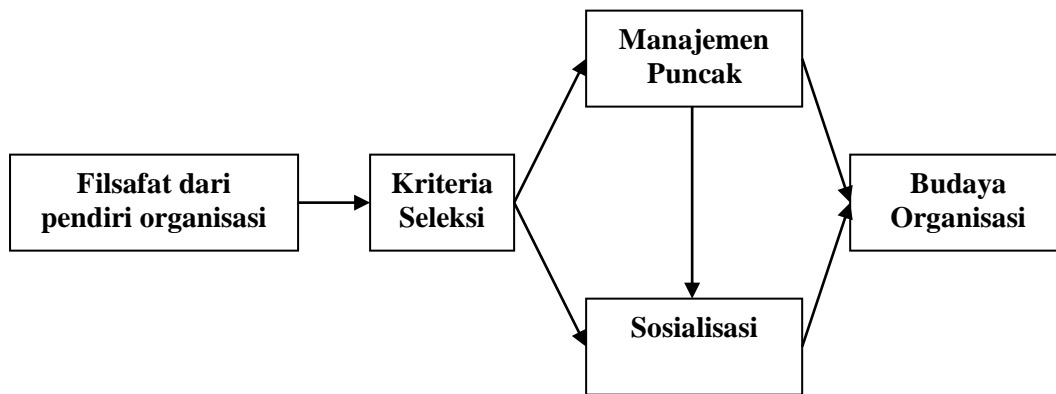 Manajemen
Puncak
Filsafat dari
pendiri organisasi
Kriteria
Seleksi
Budaya
Organisasi
Sosialisasi